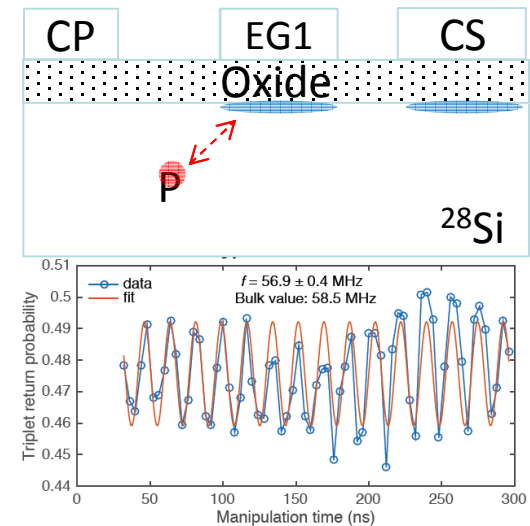 CP EG1 CS
Oxide
P
28Si
0.51
data
fit
f = 56.9 ± 0.4 MHz
Bulk value: 58.5 MHz
0.5
0.49
0.48
0.47
0.46
0.45
0.44
Triplet return probability
0 50 100 150 200 250 300
Manipulation time (ns)